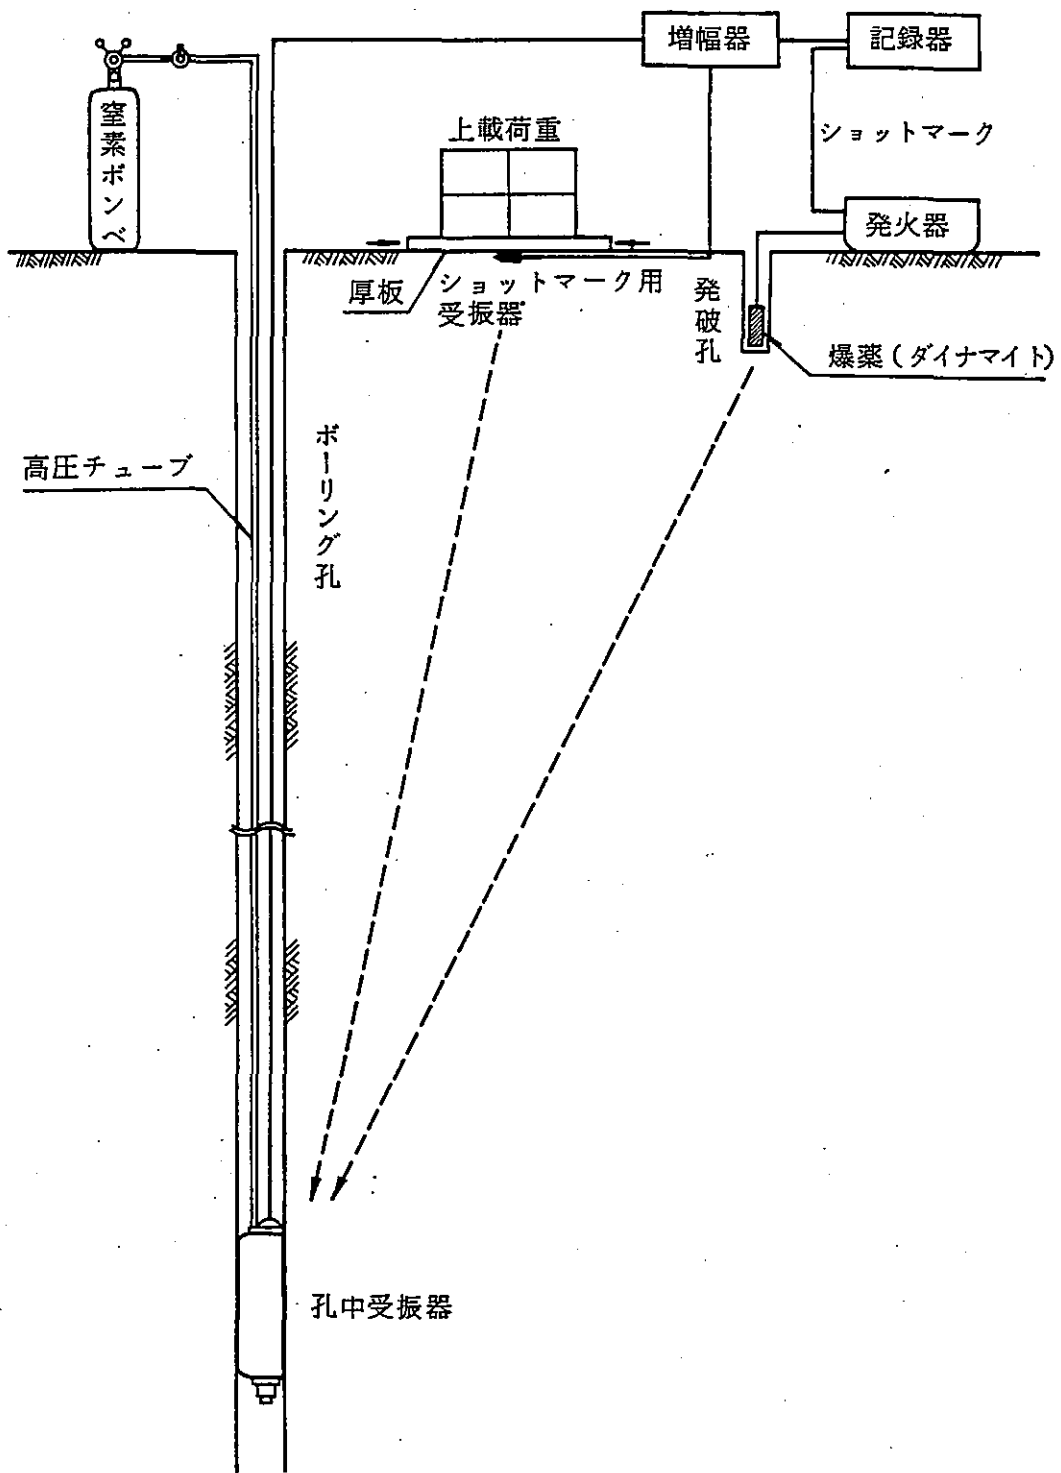 増幅器
記録器
窒素ボンベ
上載荷重
ショットマーク
発火器
厚板
ショットマーク用
受振器
発破孔
爆薬(ダイナマイト)
ボーリング孔
高圧チューブ
孔中受振器